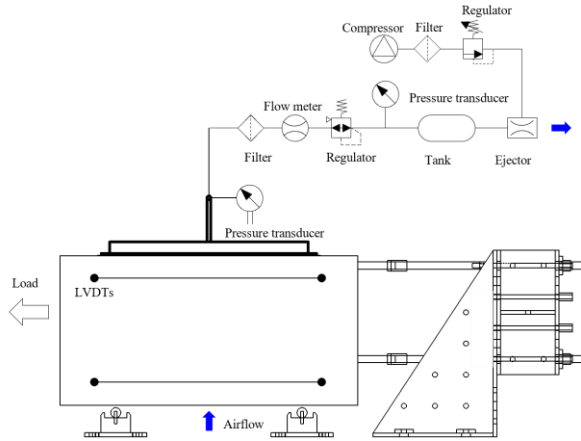 Regulator
Compressor
Filter
Pressure transducer
Flow meter
Filter
Regulator
Tank
Ejector
Pressure transducer
Load
LVDTs
Airflow